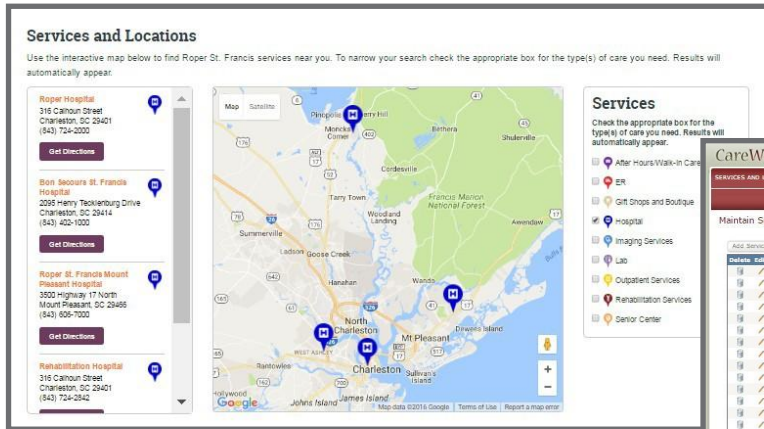 Services and Locations
Use the interactive map below to find Roper St. Francis services near you. To narrow your search check the appropriate box for the type(s) of care you need. Results will
automatically appear.
Roper Hospital
316 Calhoun Street
Charleston, SC 29401
(843) 724-2000
Get Directions
Bon Secours St. Francis
Hospital
2095 Henry Tecklenburg Drive
Charleston, SC 29414
(843) 402-1000
Get Directions
Roper St. Francis Mount
Pleasant Hospital
3500 Highway 17 North
Mount Pleasant, SC 29466
(843) 606-7000
Get Directions
Rehabilitation Hospital
316 Calhoun Street
Charleston, SC 29401
(843) 724-2842
Map Satellite
Pinopolis
erry Hill
Moncks
Corner
Bethera
Shulerville
Cordesville
Tarry Town
Francis Marion
National Forest
Woodland
Landing
Awendaw
Summerville
Ladson Goose Creek
Hanahan
Wando
North
Charleston
Mt Pleasant
Dewees Island
WEST ASHLEY
Rantowles
Charleston
Sullivan's
Island
Hollywood
Johns Island
James Island
Google
Map data ©2016 Google
Terms of Use
Report a map error
Services
Check the appropriate box for the
type(s) of care you need. Results will
automatically appear.
After Hours/Walk-In Care
ER
Gift Shops and Boutique
Hospital
Imaging Services
Lab
Outpatient Services
Rehabilitation Services
Senior Center
CareW
SERVICES AND
Maintain S
Add Servic
Delete Edi